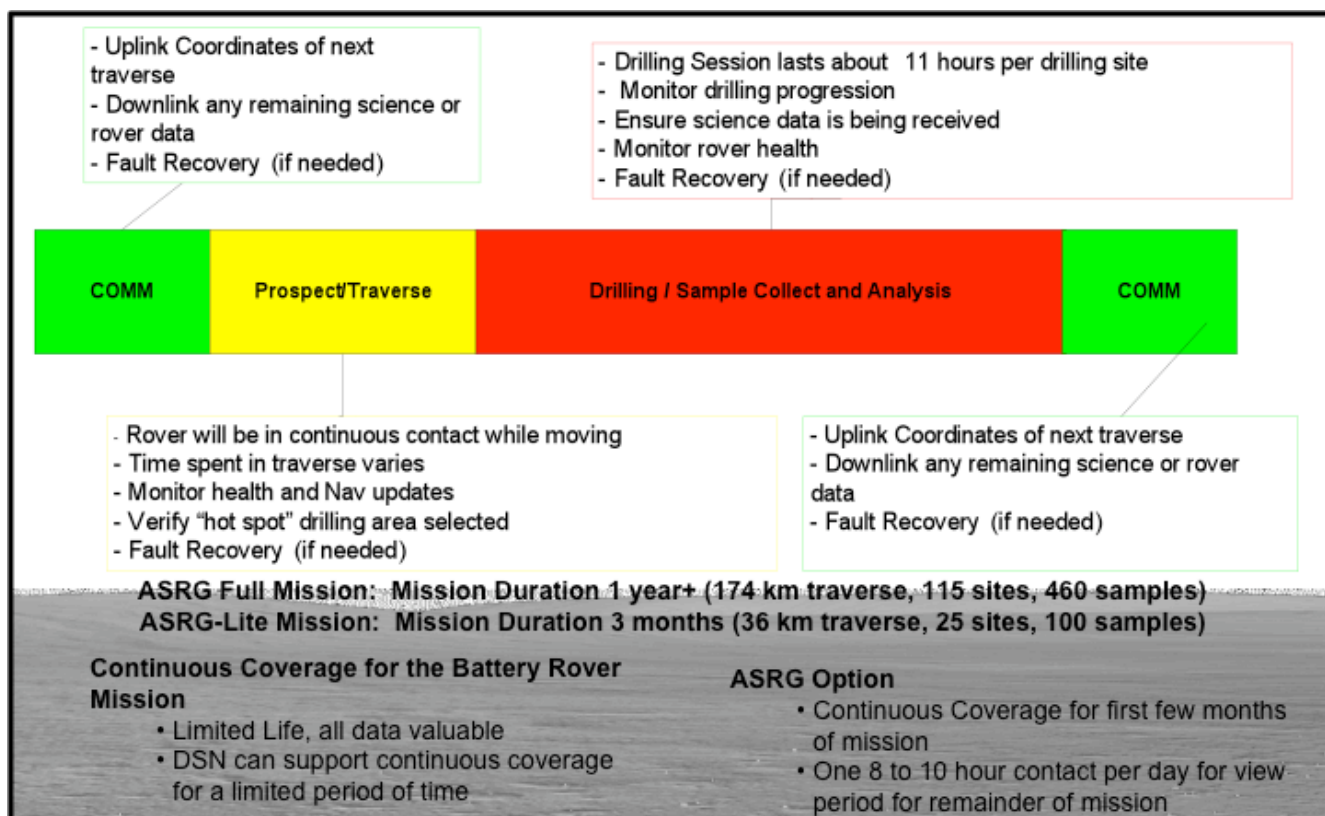 - Uplink Coordinates of next
traverse
- Downlink any remaining science or
rover data
- Fault Recovery (if needed)
- Drilling Session lasts about 11 hours per drilling site
- Monitor drilling progression
- Ensure science data is being received
- Monitor rover health
- Fault Recovery (if needed)
COMM
Prospect/Traverse
Drilling / Sample Collect and Analysis
COMM
- Rover will be in continuous contact while moving
- Time spent in traverse varies
- Monitor health and Nav updates
- Verify “hot spot” drilling area selected
- Fault Recovery (if needed)
- Uplink Coordinates of next traverse
- Downlink any remaining science or rover
data
- Fault Recovery (if needed)
ASRG Full Mission: Mission Duration 1 year+ (174 km traverse, 115 sites, 460 samples)
ASRG-Lite Mission: Mission Duration 3 months (36 km traverse, 25 sites, 100 samples)
Continuous Coverage for the Battery Rover
Mission
• Limited Life, all data valuable
• DSN can support continuous coverage
for a limited period of time
ASRG Option
• Continuous Coverage for first few months
of mission
• One 8 to 10 hour contact per day for view
period for remainder of mission